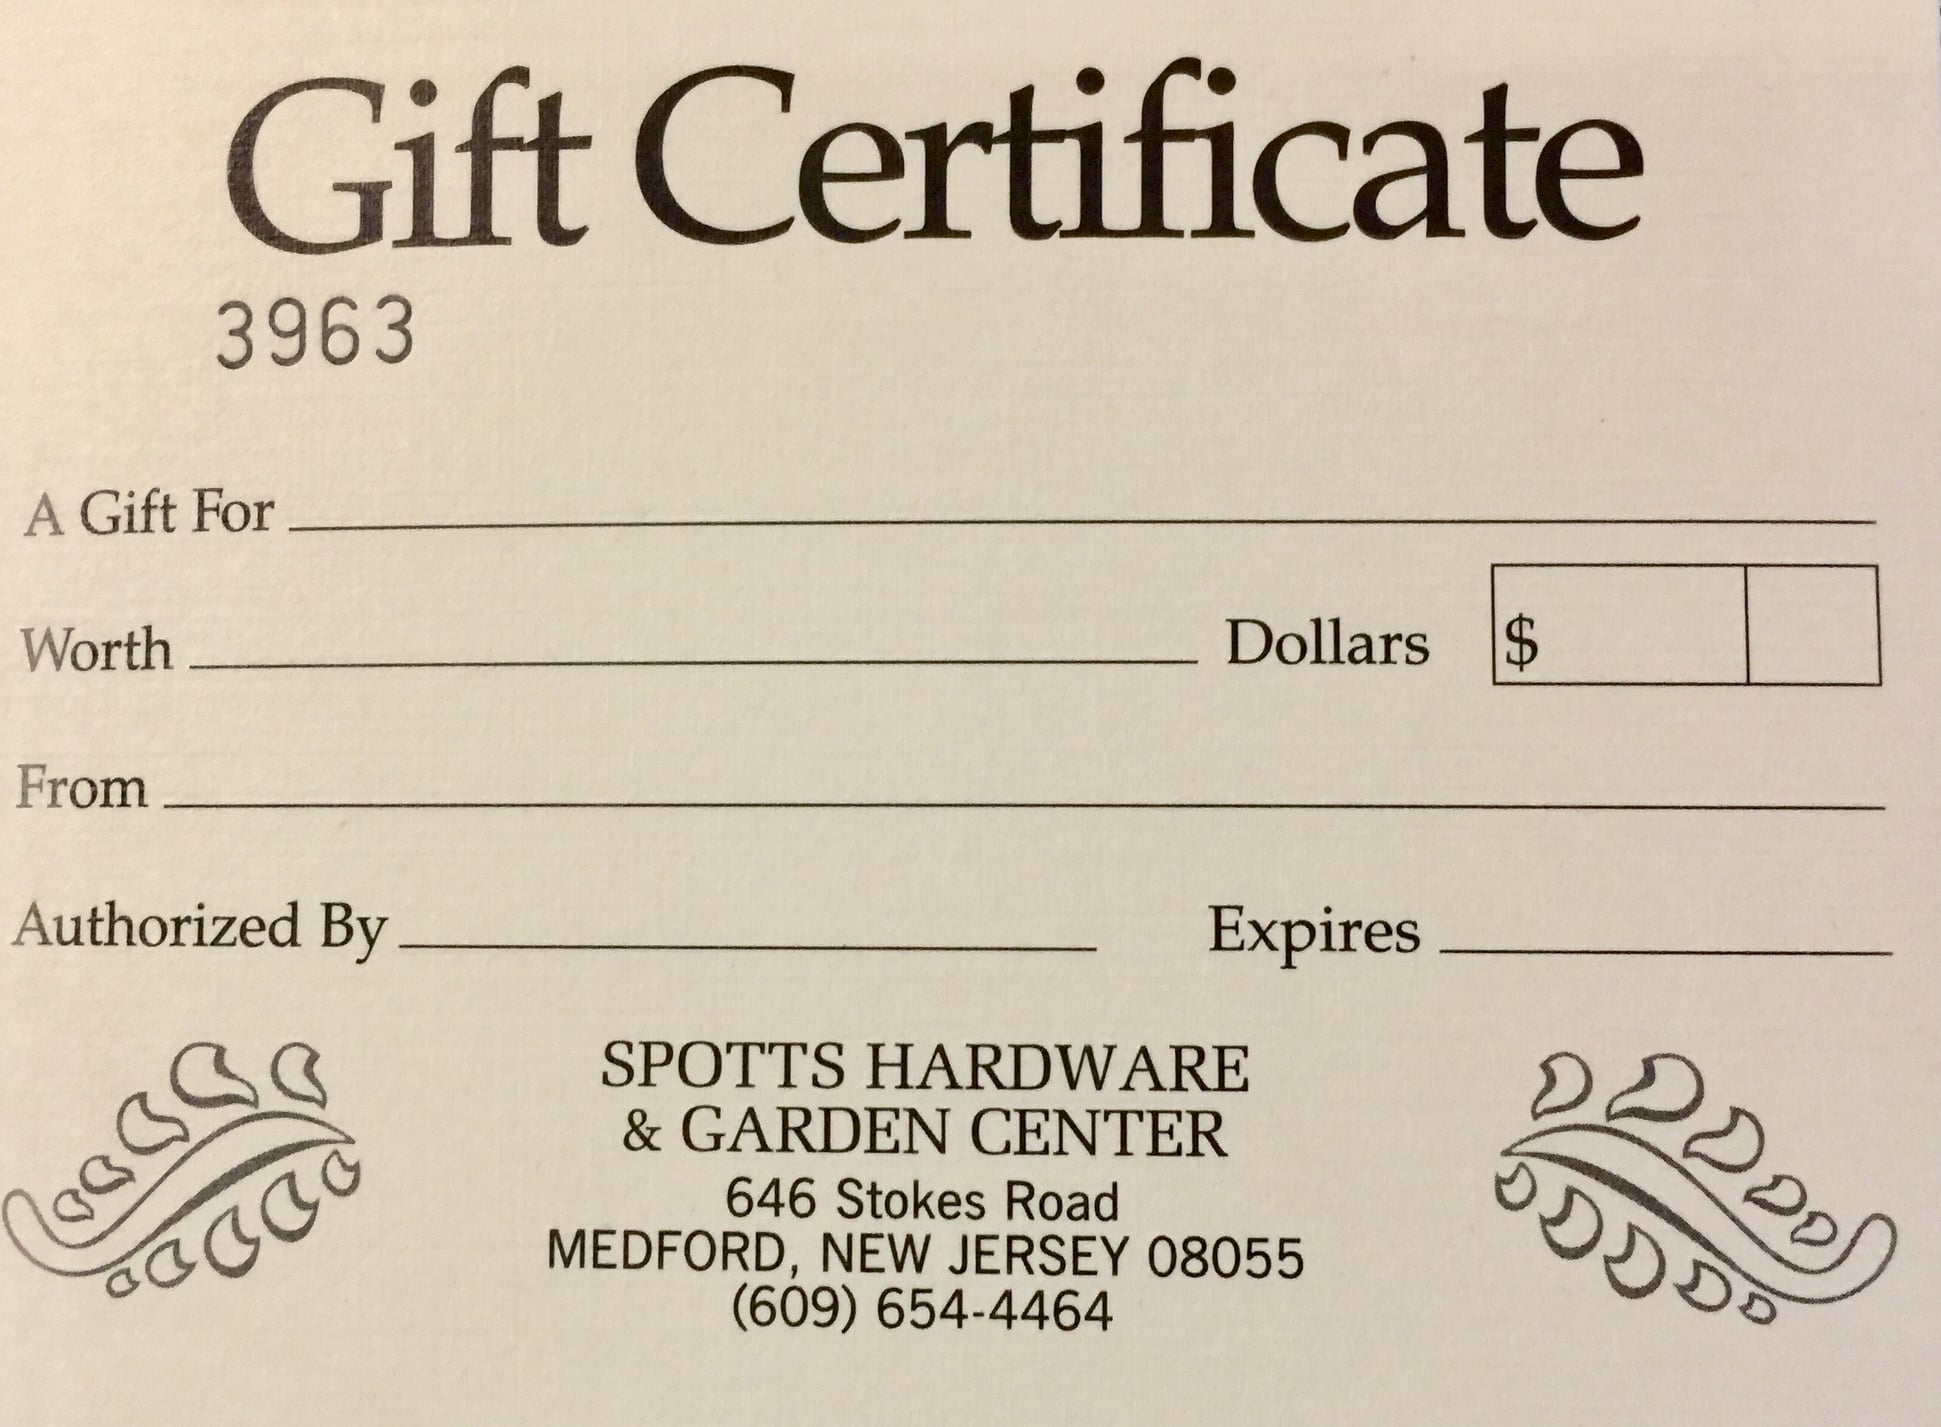 Gift Certificate
3963
A Gift For
Worth Dollars $
From
Authorized By Expires
SPOTTS HARDWARE
& GARDEN CENTER
646 Stokes Road
MEDFORD, NEW JERSEY 08055
(609) 654-4464